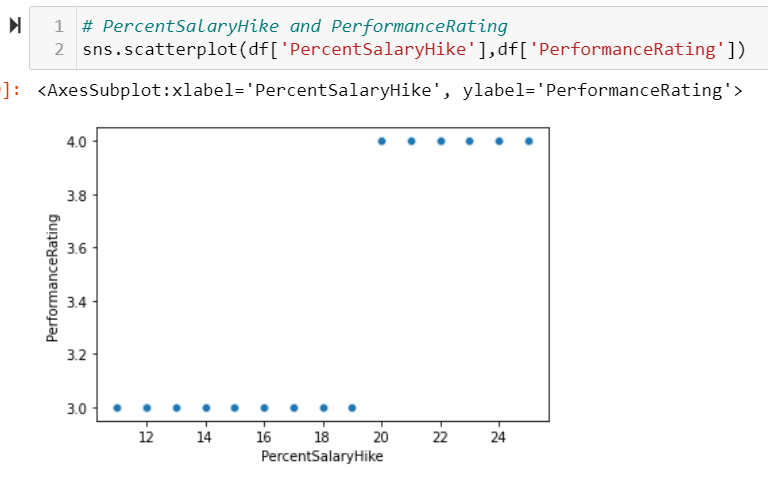 1 # PercentSalaryHike and PerformanceRating
2 sns.scatterplot(df['PercentSalaryHike'],df['PerformanceRating'])
]: <AxesSubplot:xlabel='PercentSalaryHike', ylabel='PerformanceRating'>
4.0
3.8
3.6
3.4
3.2
3.0
PerformanceRating
12 14 16 18 20 22 24
PercentSalaryHike